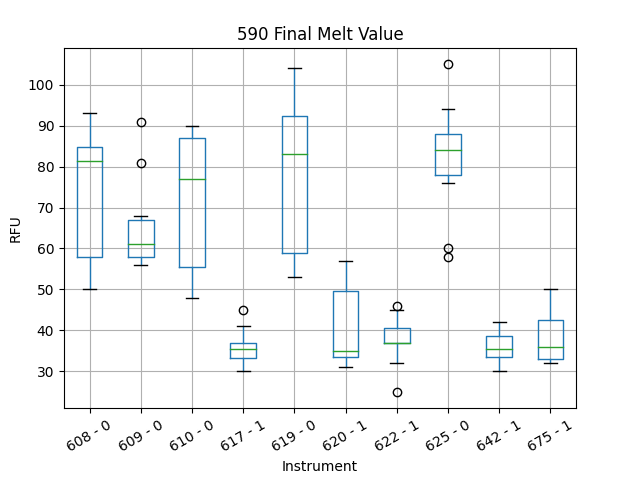 590 Final Melt Value
100
90
80
70
60
50
40
30
RFU
608 - 0
609 - 0
610 - 0
617 - 1
619 - 0
620 - 1
622 - 1
625 - 0
642 - 1
675 - 1
Instrument